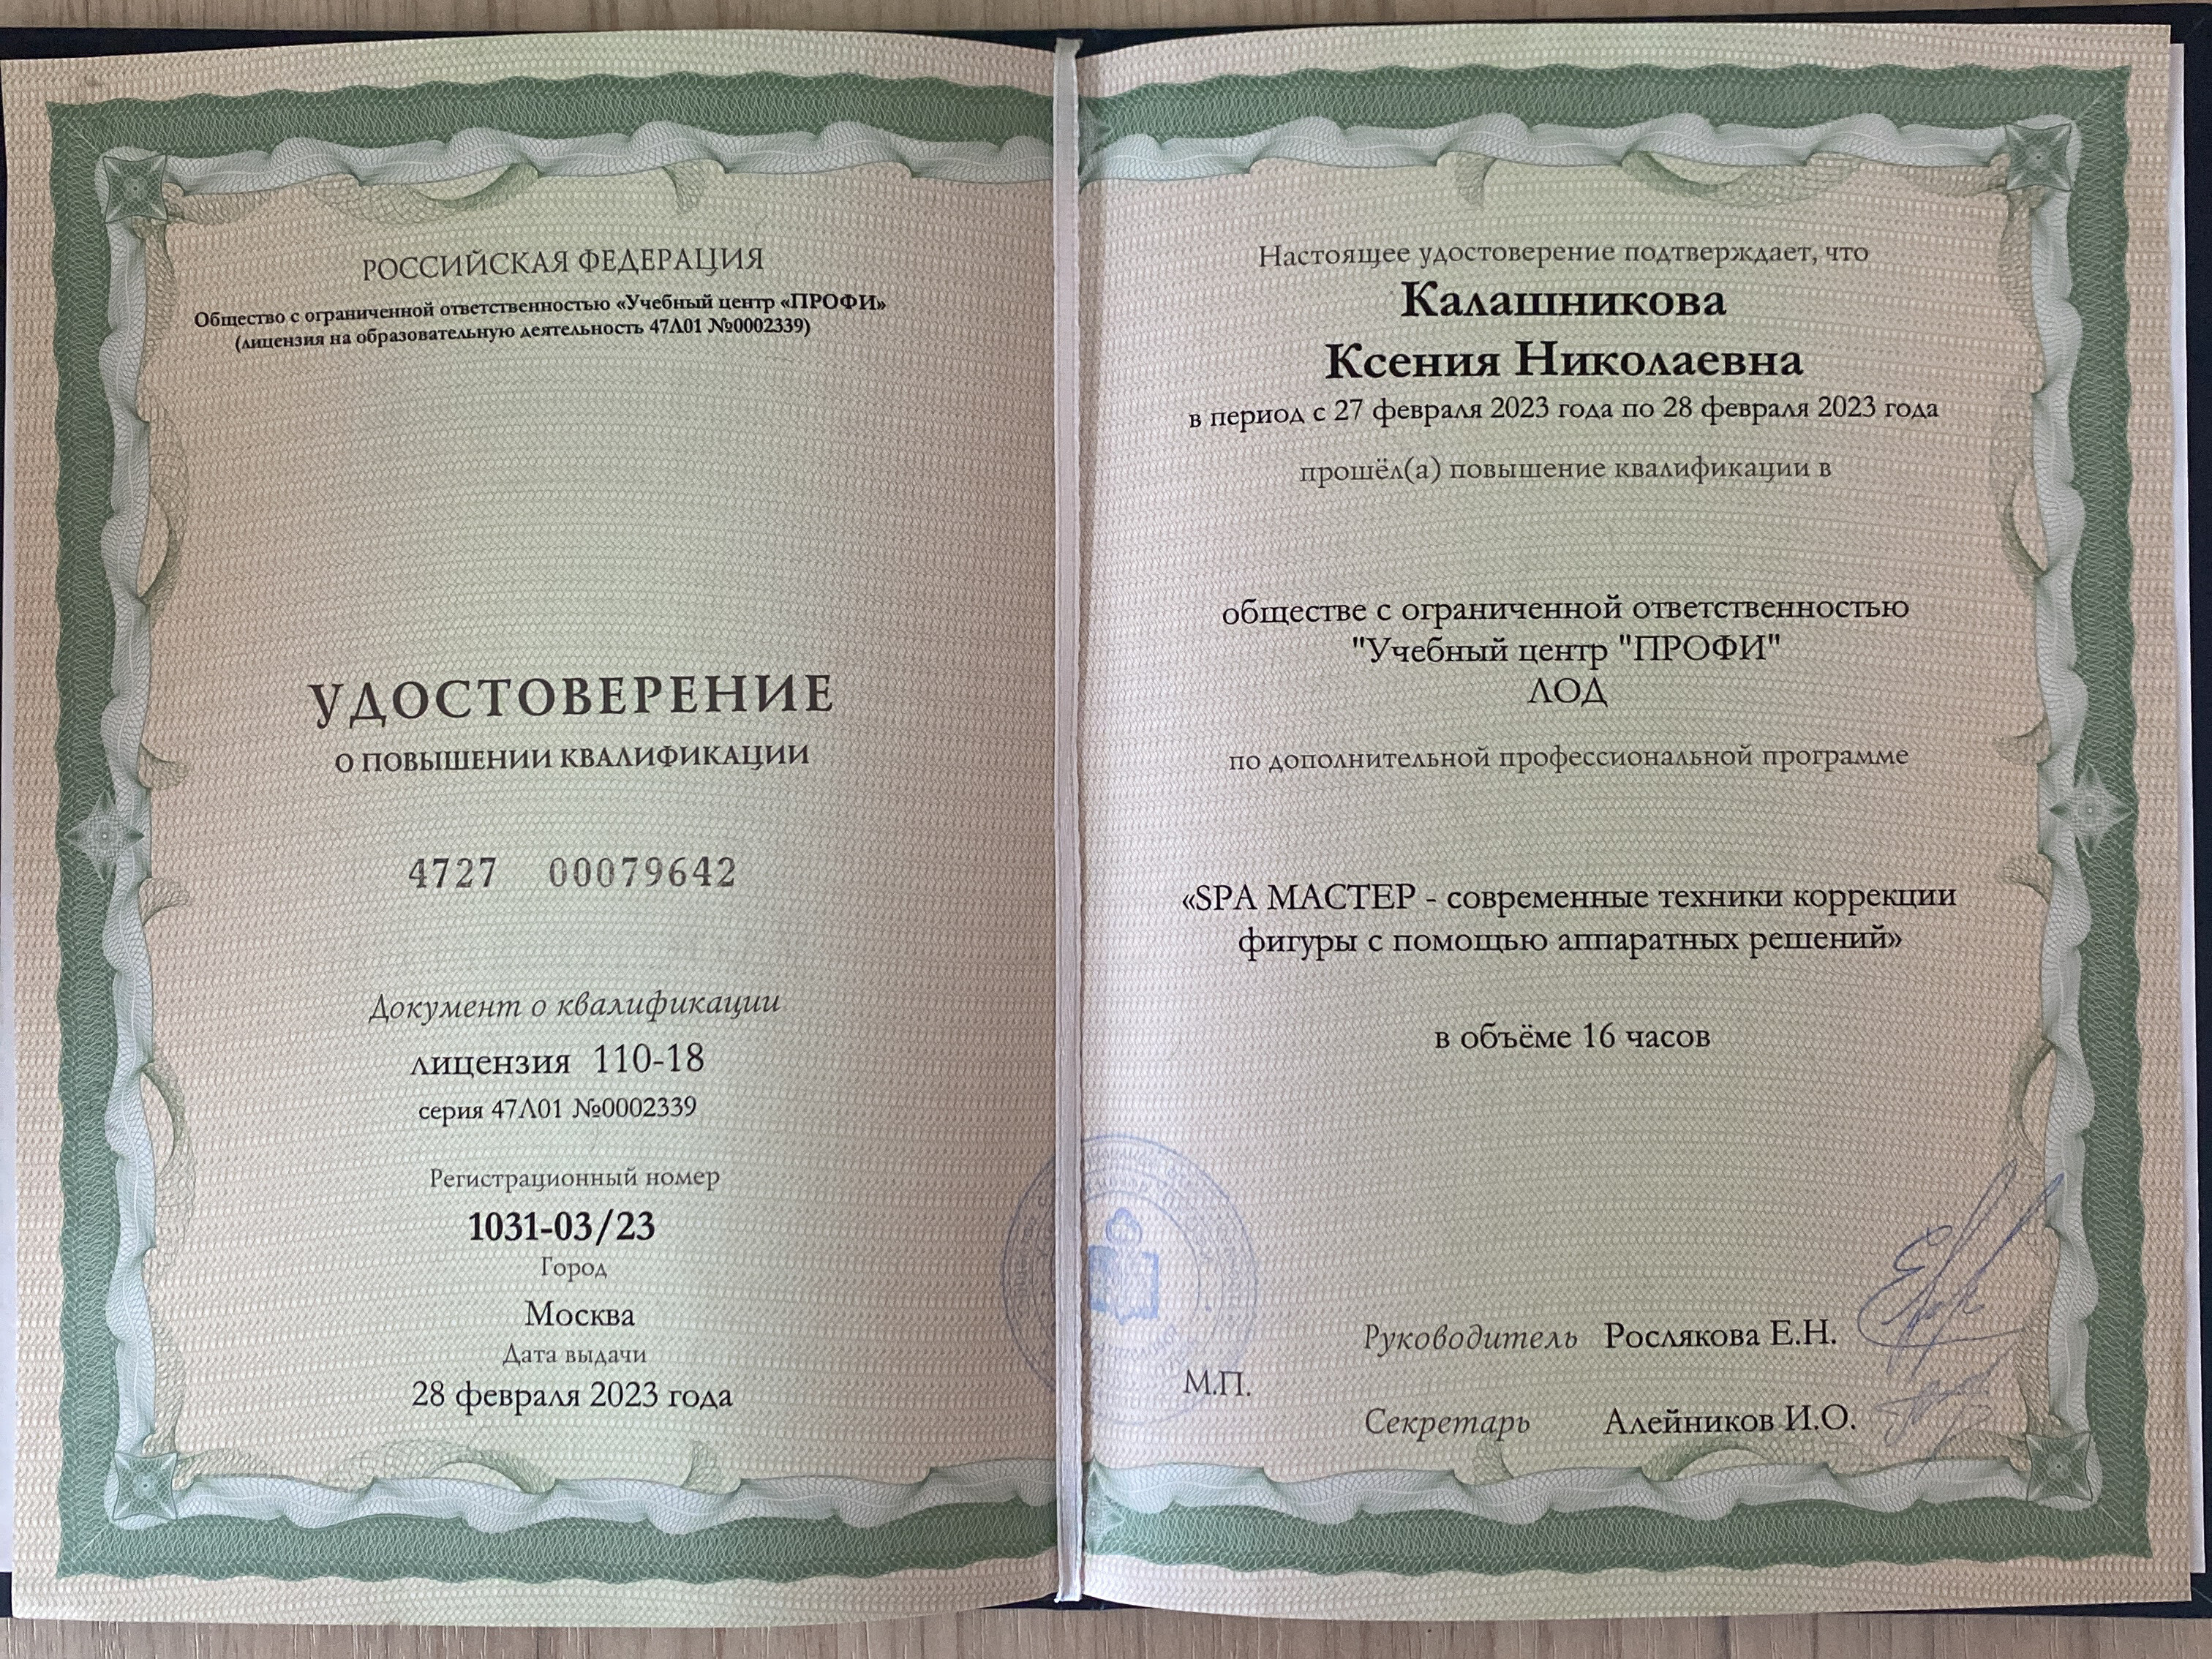 РОССИЙСКАЯ ФЕДЕРАЦИЯ
Общество с ограниченной ответственностью «Учебный центр «ПРОФИ»
(лицензия на образовательную деятельность 47Л01 №0002339)
УДОСТОВЕРЕНИЕ
О ПОВЫШЕНИИ КВАЛИФИКАЦИИ
4727 00079642
Документ о квалификации
лицензия 110-18
серия 47Л01 №0002339
Регистрационный номер
1031-03/23
Город
Москва
Дата выдачи
28 февраля 2023 года
Настоящее удостоверение подтверждает, что
Калашникова
Ксения Николаевна
в период с 27 февраля 2023 года по 28 февраля 2023 года
прошёл(а) повышение квалификации в
обществе с ограниченной ответственностью
"Учебный центр "ПРОФИ"
ЛОД
по дополнительной профессиональной программе
«SPA МАСТЕР - современные техники коррекции
фигуры с помощью аппаратных решений»
в объёме 16 часов
Руководитель Рослякова Е.Н.
М.П.
Секретарь Алейников И.О.